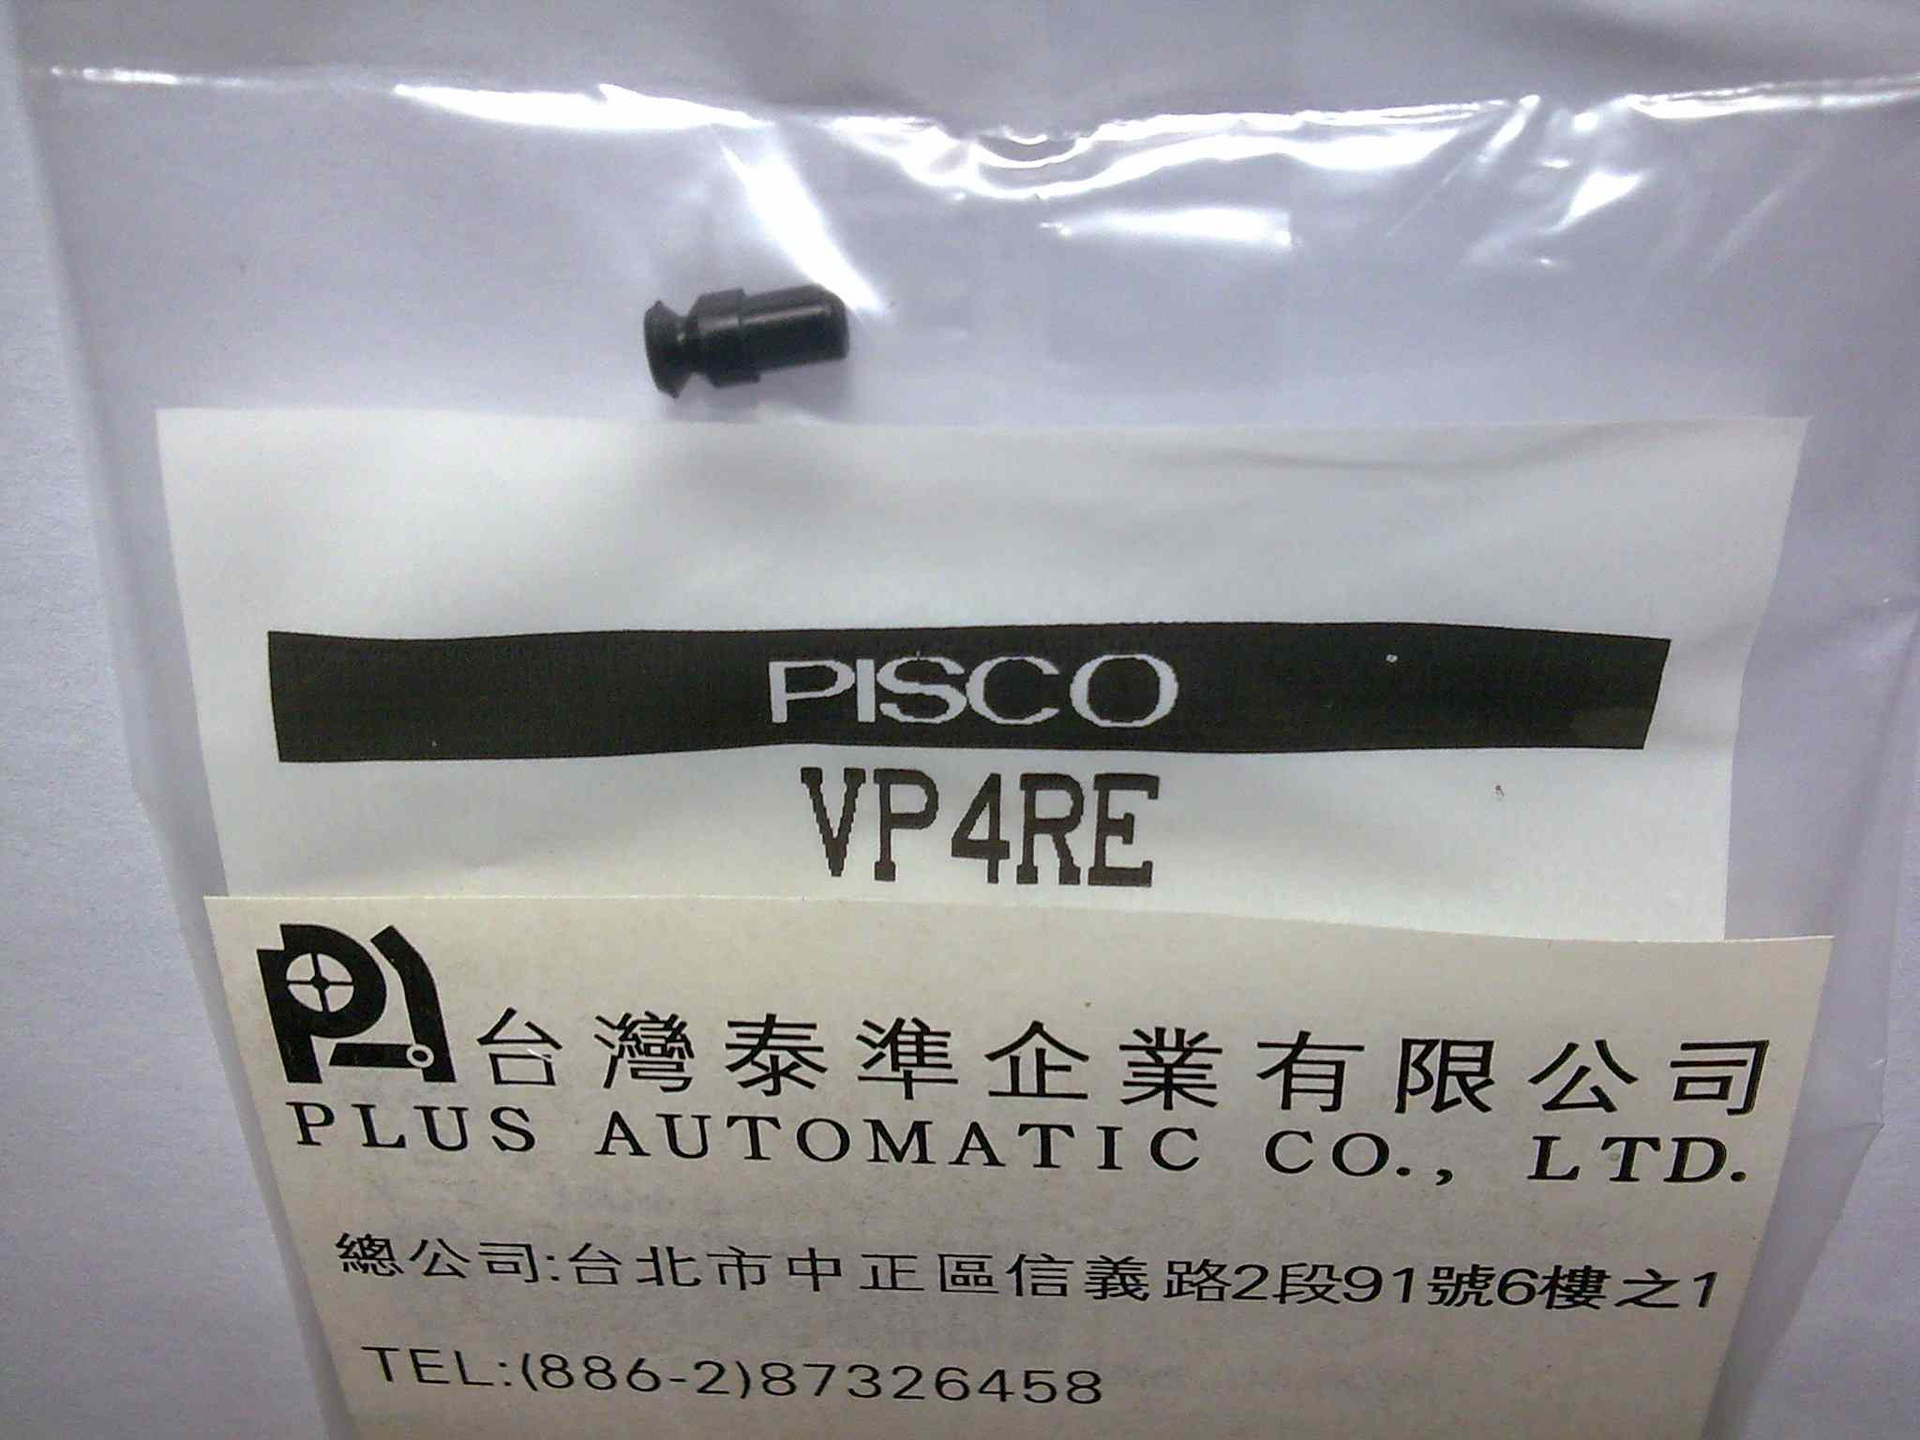 PISCO
VP4RE
台灣泰準企業有限公司
PLUS AUTOMATIC CO., LTD.
總公司:台北市中正區信義路2段91號6樓之1
TEL:(886-2)87326458